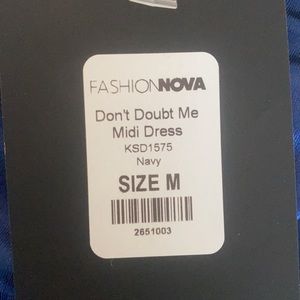 FASHIONNOVA
Don't Doubt Me
Midi Dress
KSD1575
Navy
SIZE M
2651003